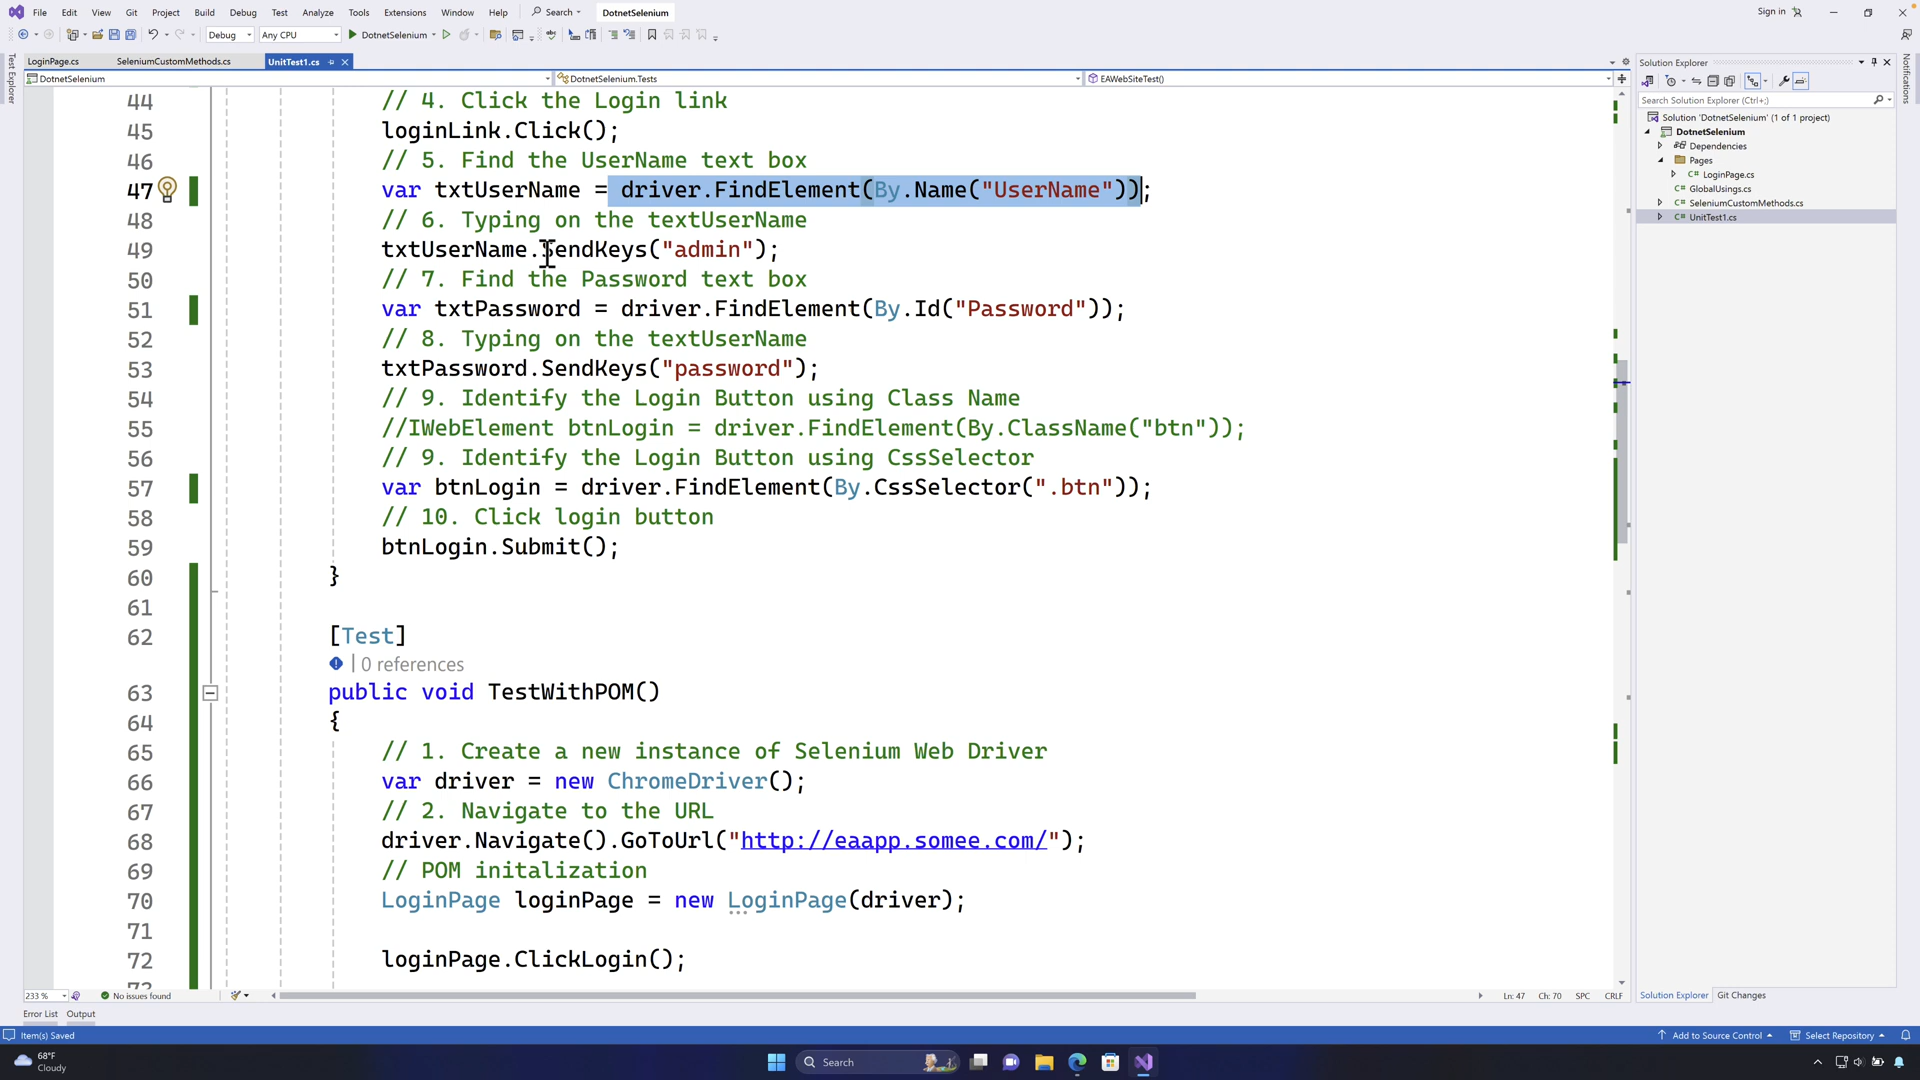 File Edit View Git Project Build Debug Test Analyze Tools Extensions Window Help Search DotnetSelenium Sign in
Debug Any CPU DotnetSelenium
LoginPage.cs SeleniumCustomMethods.cs UnitTest1.cs
DotnetSelenium DotnetSelenium.Tests EAWebSiteTest()
Test Explorer
44 // 4. Click the Login link
45 loginLink.Click();
46 // 5. Find the UserName text box
47 var txtUserName = driver.FindElement(By.Name("UserName"));
48 // 6. Typing on the textUserName
49 txtUserName.SendKeys("admin");
50 // 7. Find the Password text box
51 var txtPassword = driver.FindElement(By.Id("Password"));
52 // 8. Typing on the textUserName
53 txtPassword.SendKeys("password");
54 // 9. Identify the Login Button using Class Name
55 //IWebElement btnLogin = driver.FindElement(By.ClassName("btn"));
56 // 9. Identify the Login Button using CssSelector
57 var btnLogin = driver.FindElement(By.CssSelector(".btn"));
58 // 10. Click login button
59 btnLogin.Submit();
60 }
61
62 [Test]
0 references
63 public void TestWithPOM()
64 {
65 // 1. Create a new instance of Selenium Web Driver
66 var driver = new ChromeDriver();
67 // 2. Navigate to the URL
68 driver.Navigate().GoToUrl("http://eaapp.somee.com/");
69 // POM initalization
70 LoginPage loginPage = new LoginPage(driver);
71
72 loginPage.ClickLogin();
233 % No issues found Ln: 47 Ch: 70 SPC CRLF
Error List Output
Solution Explorer
Search Solution Explorer (Ctrl+;)
Solution 'DotnetSelenium' (1 of 1 project)
DotnetSelenium
Dependencies
Pages
C# LoginPage.cs
C# GlobalUsings.cs
C# SeleniumCustomMethods.cs
C# UnitTest1.cs
Solution Explorer Git Changes
Notifications
Item(s) Saved Add to Source Control Select Repository
68°F
Cloudy
Search